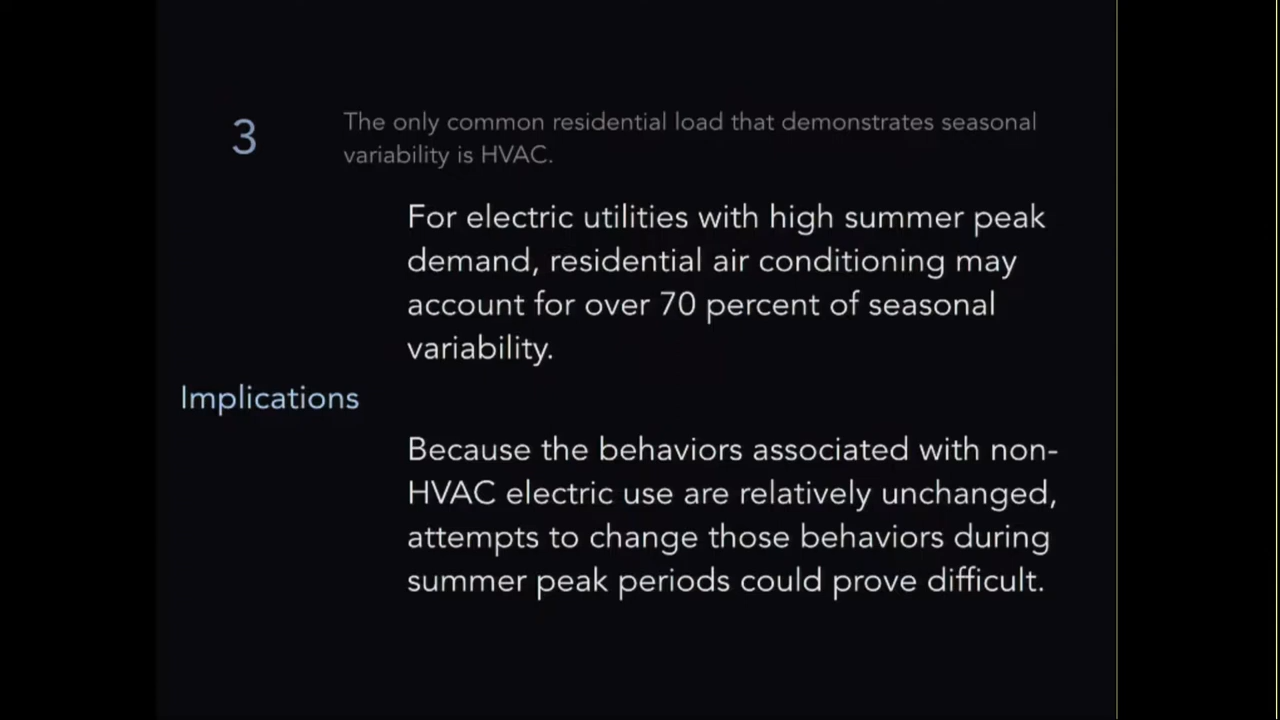 3
The only common residential load that demonstrates seasonal
variability is HVAC.
For electric utilities with high summer peak
demand, residential air conditioning may
account for over 70 percent of seasonal
variability.
Implications
Because the behaviors associated with non-
HVAC electric use are relatively unchanged,
attempts to change those behaviors during
summer peak periods could prove difficult.